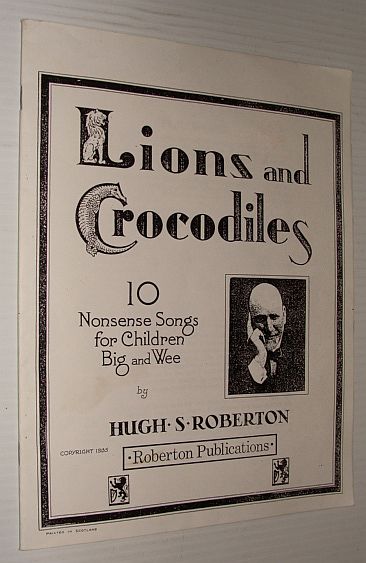 Lions and
Crocodiles
10
Nonsense Songs
for Children
Big and Wee
by
HUGH · S · ROBERTON
COPYRIGHT 1935
· Roberton Publications ·
PRINTED IN SCOTLAND